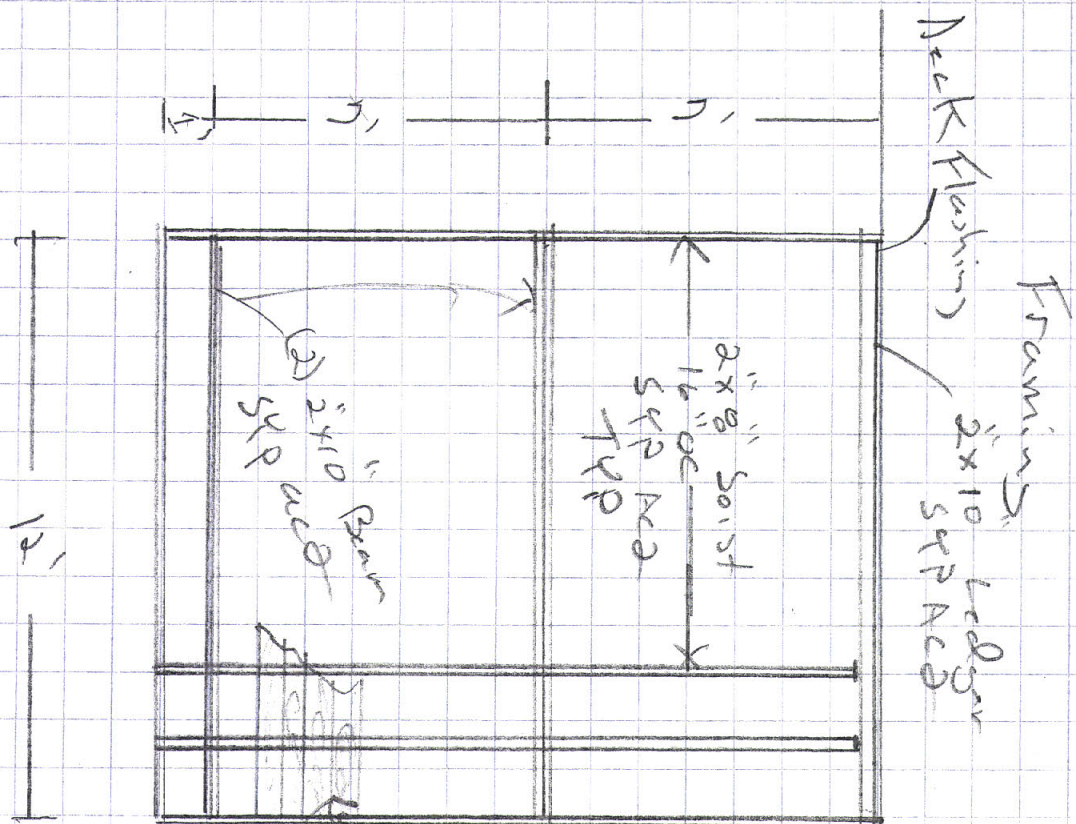 Framing
Deck Flashing
2"x10" Ledger
SYP ACQ
2"x8" Joist
16" OC
SYP ACQ
TYP
(2) 2"x10" Beam
SYP ACQ
7'
7'
1'
12'